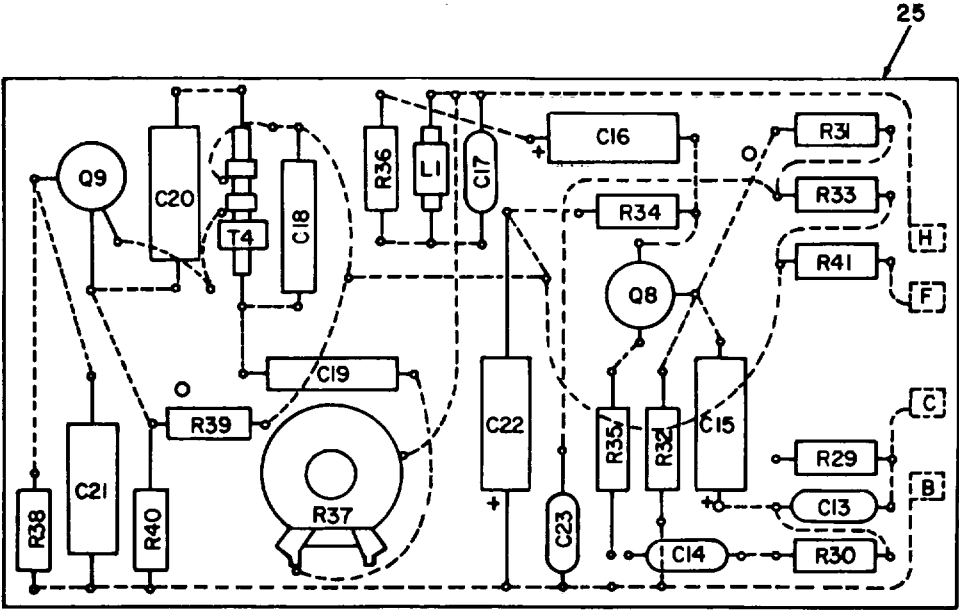 25
C16
R31
R36
L1
C17
Q9
C20
R33
R34
C18
T4
H
R41
Q8
F
C19
C
R39
C22
R35
R32
C15
R29
C21
B
C13
R38
R40
R37
C23
C14
R30
+
+
+